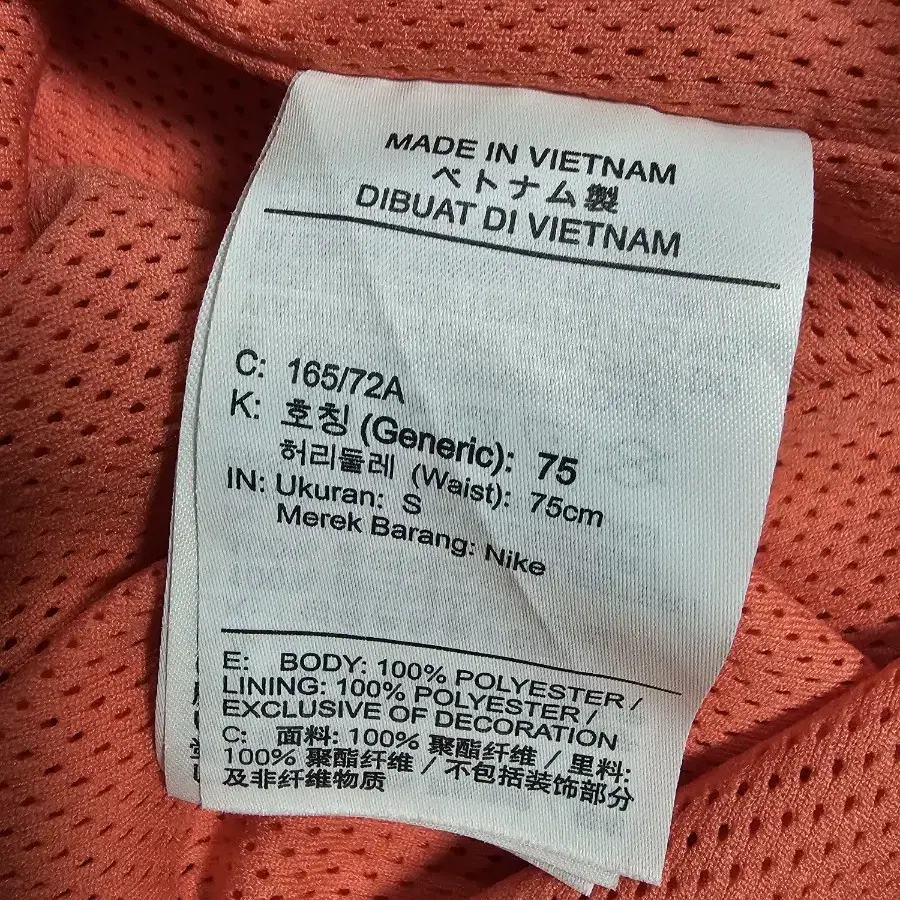 MADE IN VIETNAM
ベトナム製
DIBUAT DI VIETNAM
C: 165/72A
K: 호칭 (Generic): 75
허리둘레 (Waist): 75cm
IN: Ukuran: S
Merek Barang: Nike
E: BODY: 100% POLYESTER /
LINING: 100% POLYESTER /
EXCLUSIVE OF DECORATION
C: 面料: 100% 聚酯纤维 / 里料:
100% 聚酯纤维 / 不包括装饰部分
及非纤维物质